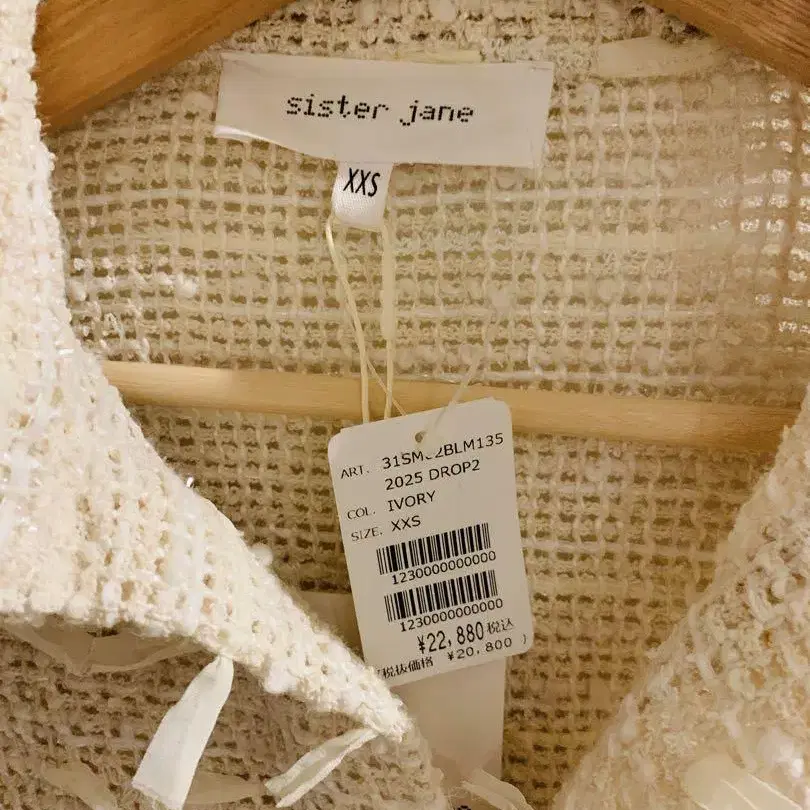 sister jane
XXS
ART.
2025 DROP2
COL. IVORY
SIZE. XXS
1230000000000
1230000000000
¥22,880税込
税抜価格 ¥20,800 )